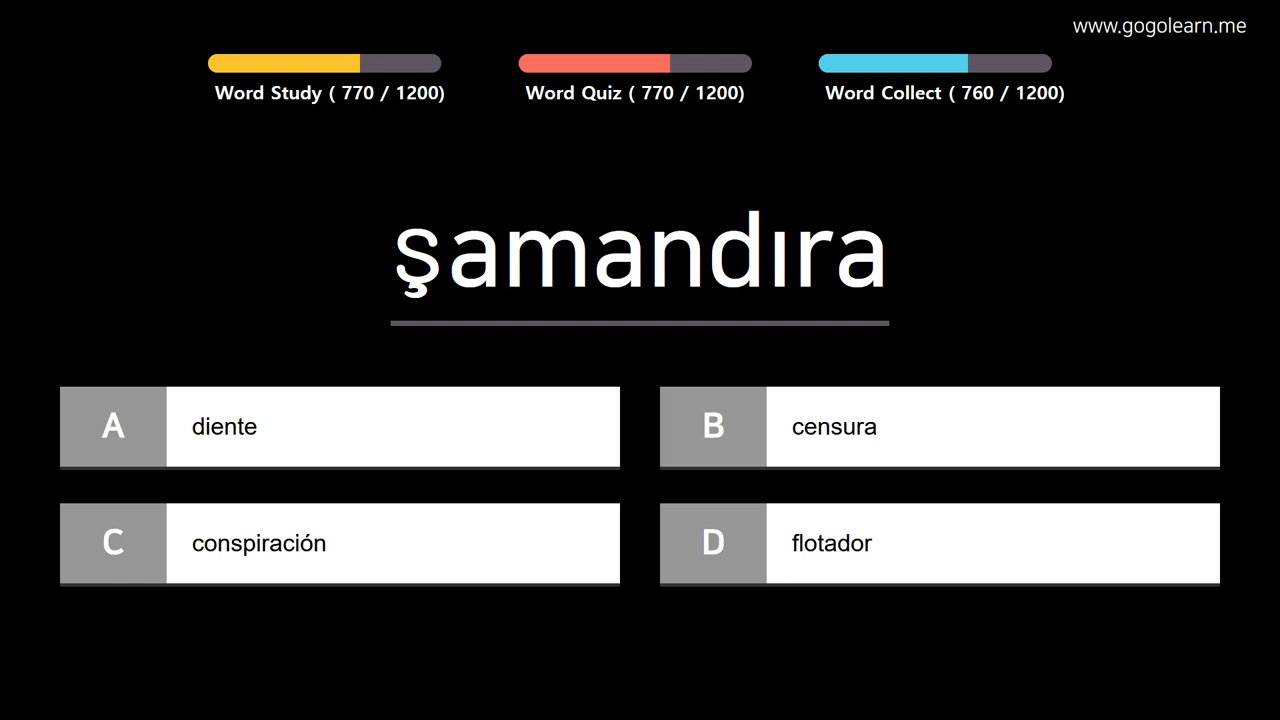 www.gogolearn.me
Word Study ( 770 / 1200)
Word Quiz ( 770 / 1200)
Word Collect ( 760 / 1200)
şamandıra
A diente
B censura
C conspiración
D flotador